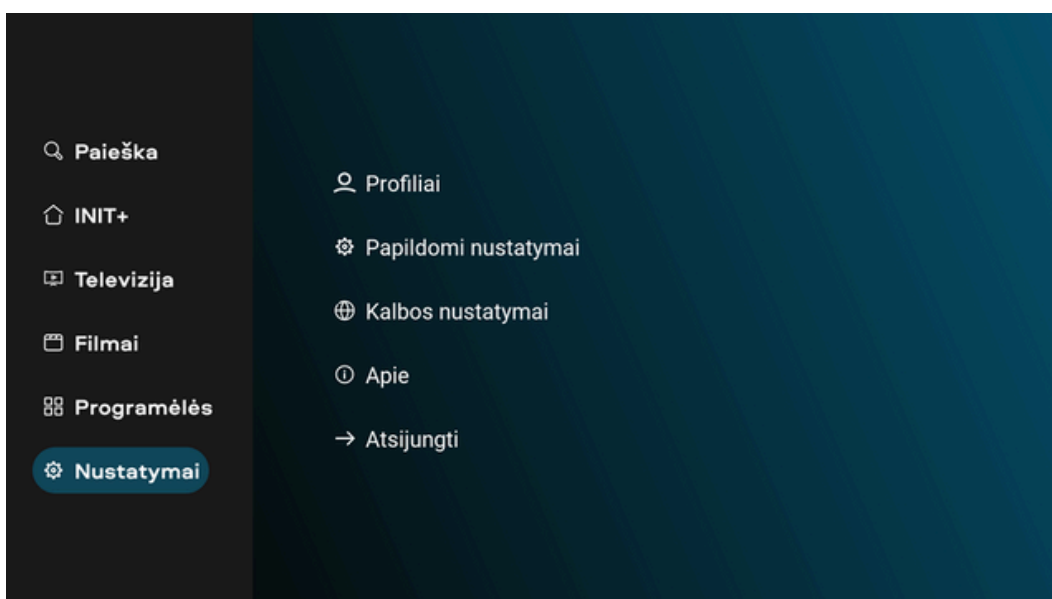 Paieška
INIT+
Televizija
Filmai
Programėlės
Nustatymai
Profiliai
Papildomi nustatymai
Kalbos nustatymai
Apie
Atsijungti